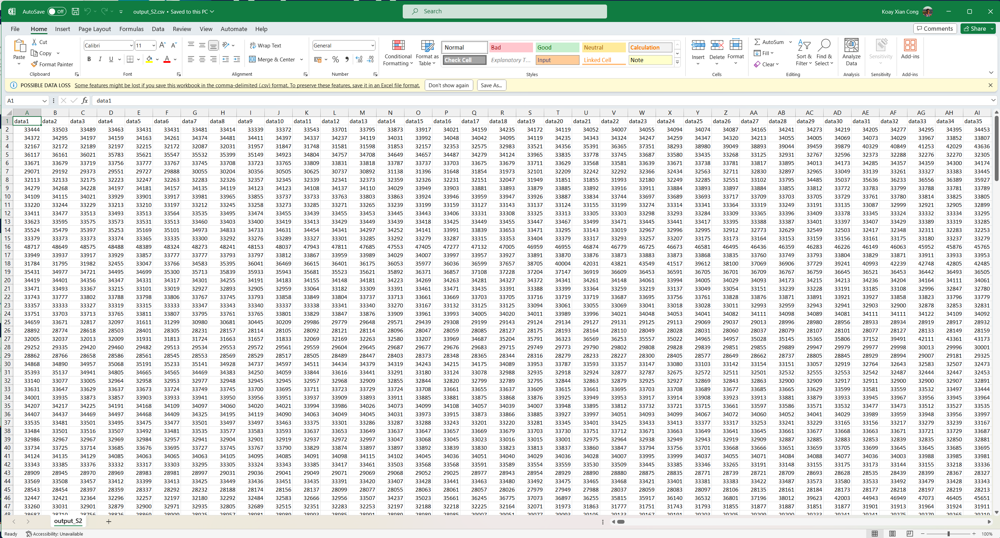 AutoSave Off output_S2.csv • Saved to this PC Search Koay Xian Cong
File Home Insert Page Layout Formulas Data Review View Automate Help Comments Share
Paste Cut Copy Format Painter Clipboard
Calibri 11 B I U Font
Wrap Text Merge & Center Alignment
General Number
Conditional Formatting Format as Table
Normal Bad Good Neutral Calculation
Check Cell Explanatory T... Input Linked Cell Note
Styles
Insert Delete Format Cells
AutoSum Fill Clear Sort & Filter Find & Select Editing
Analyze Data Analysis
Sensitivity Sensitivity
Add-ins Add-ins
POSSIBLE DATA LOSS Some features might be lost if you save this workbook in the comma-delimited (.csv) format. To preserve these features, save it in an Excel file format. Don't show again Save As...
A1 fx data1
A B C D E F G H I J K L M N O P Q R S T U V W X Y Z AA AB AC AD AE AF AG AH AI
1 data1 data2 data3 data4 data5 data6 data7 data8 data9 data10 data11 data12 data13 data14 data15 data16 data17 data18 data19 data20 data21 data22 data23 data24 data25 data26 data27 data28 data29 data30 data31 data32 data33 data34 data35
2 33444 33503 33489 33463 33431 33431 33481 33414 33339 33372 33543 33701 33795 33873 33917 34021 34159 34235 34172 34119 34052 34007 34055 34094 34074 34087 34165 34241 34273 34219 34205 34277 34295 34395 34453
3 34372 34295 34197 34159 34163 34261 34374 34481 34411 34397 34337 34237 34119 34031 33992 34048 34042 34095 34119 34235 34343 34324 34247 34259 34347 34320 34213 34055 34005 34069 34073 34029 33967 33852 33807
4 32167 32172 32189 32197 32215 32172 32087 32031 31957 31847 31748 31581 31598 31853 32157 32353 32575 32983 33521 34356 35391 36365 37351 38293 38980 39049 38893 39044 39459 39879 40329 40849 41253 42029 43636
5 36117 36161 36021 35783 35621 35547 35532 35399 35149 34923 34804 34757 34708 34649 34657 34487 34279 34124 33965 33835 33778 33745 33687 33580 33435 33268 33125 32931 32767 32596 32373 32288 32276 32270 32305
6 33671 33679 33719 33756 33777 33767 33745 33708 33723 33765 33809 33831 33818 33787 33737 33703 33675 33679 33711 33629 33568 33581 33639 33671 33738 33781 33817 33895 34013 34173 34285 34357 34359 34300 34174
7 29071 29192 29373 29551 29727 29888 30055 30204 30356 30505 30625 30737 30892 31138 31396 31648 31854 31973 32101 32209 32242 32292 32366 32434 32563 32711 32830 32897 32965 33049 33139 33261 33327 33383 33445
8 32113 32133 32175 32223 32247 32263 32283 32326 32357 32345 32339 32341 32373 32359 32326 32231 32151 32047 31949 31851 31855 31993 32180 32249 32285 32551 33102 33795 34485 35037 35636 36233 36556 36389 35927
9 34279 34268 34228 34197 34181 34157 34135 34119 34123 34123 34108 34137 34110 34029 33949 33903 33881 33893 33879 33885 33892 33916 33911 33884 33893 33897 33884 33855 33812 33772 33783 33799 33788 33781 33789
10 34109 34115 34021 33929 33901 33917 33981 33965 33855 33737 33733 33763 33803 33863 33924 33946 33959 33947 33926 33887 33834 33744 33697 33689 33693 33717 33709 33703 33705 33729 33761 33780 33814 33825 33805
11 33220 33244 33229 33213 33210 33197 33212 33245 33258 33273 33285 33271 33265 33239 33199 33159 33127 33143 33137 33124 33155 33199 33274 33314 33341 33364 33319 33249 33191 33135 33087 32999 32921 32905 32899
12 33411 33477 33513 33493 33513 33564 33535 33495 33474 33455 33439 33455 33453 33445 33443 33406 33331 33308 33325 33313 33305 33303 33298 33293 33284 33309 33365 33396 33409 33378 33345 33324 33332 33334 33295
13 33623 33595 33575 33573 33531 33513 33460 33403 33400 33419 33413 33429 33449 33439 33418 33425 33449 33455 33447 33467 33499 33471 33445 33441 33417 33395 33388 33387 33401 33397 33407 33429 33389 33319 33285
14 35524 35479 35397 35253 35169 35101 34973 34833 34733 34631 34454 34341 34297 34252 34141 33991 33839 33653 33471 33295 33143 33019 32967 32996 32995 32912 32773 32629 32549 32503 32417 32348 32311 32283 32253
15 33379 33373 33373 33374 33365 33335 33300 33292 33276 33289 33327 33301 33285 33292 33279 33287 33315 33353 33404 33379 33317 33293 33257 33207 33175 33173 33164 33153 33159 33156 33161 33175 33180 33237 33279
16 48717 48649 48575 48488 48389 48324 48273 48241 48153 48037 47943 47811 47685 47553 47405 47277 47132 47005 46959 46955 46874 46779 46725 46673 46581 46495 46436 46359 46283 46226 46149 46063 45952 45876 45765
17 33949 33937 33917 33929 33857 33777 33777 33793 33797 33812 33867 33959 33989 34029 34007 33997 33957 33927 33891 33870 33876 33873 33883 33873 33868 33835 33760 33749 33793 33804 33829 33871 33911 33933 33953
18 31784 31795 31982 32455 33047 33766 34583 35395 36041 36469 36615 36401 36175 36053 35977 36036 36599 37657 38705 40004 42031 43821 43549 41517 39612 38100 37069 36906 37729 39241 40993 42239 42748 42805 42485
19 35431 34977 34721 34495 34699 35300 35713 35839 35933 35943 35681 35523 35621 35892 36371 36857 37108 37228 37204 37147 36919 36609 36453 36591 36705 36701 36709 36767 36759 36645 36521 36453 36442 36493 36505
20 34419 34401 34356 34347 34331 34317 34301 34255 34191 34183 34155 34148 34181 34223 34269 34263 34281 34327 34372 34341 34261 34148 34061 33994 34005 34029 34093 34173 34215 34213 34236 34204 34164 34111 34061
21 33471 33493 33367 33215 33101 33019 32927 32893 32905 32959 33064 33182 33309 33391 33461 33471 33435 33391 33388 33399 33364 33259 33219 33137 33049 33054 33151 33239 33228 33191 33185 33108 32996 32847 32780
22 33743 33777 33802 33788 33798 33806 33767 33745 33793 33858 33849 33804 33737 33713 33661 33669 33703 33705 33716 33719 33719 33687 33695 33756 33761 33828 33876 33871 33891 33921 33927 33858 33823 33796 33779
23 33357 33333 33327 33319 33315 33333 33347 33343 33340 33337 33338 33341 33340 33270 33167 33132 33125 33125 33094 33061 33055 33069 33041 33018 33028 33011 32993 32959 32943 32941 32903 32900 32878 32853 32831
24 33751 33703 33713 33765 33811 33807 33795 33761 33765 33801 33829 33847 33876 33909 33961 33993 34005 34020 34011 33989 33996 34021 34048 34053 34041 34082 34111 34098 34089 34081 34111 34111 34122 34109 34092
25 34659 33671 32817 32097 31611 31299 30980 30681 30445 30209 29986 29779 29648 29571 29439 29308 29199 29143 29124 29134 29127 29131 29125 29113 29069 29037 29013 28996 28980 28956 28933 28934 28919 28917 28932
26 28892 28774 28618 28503 28401 28305 28231 28157 28114 28105 28092 28121 28114 28096 28047 28059 28085 28127 28175 28193 28164 28110 28049 28028 28031 28060 28037 28079 28107 28101 28077 28127 28133 28149 28159
27 32005 32037 32013 32009 31931 31813 31724 31663 31657 31833 32069 32169 32263 32580 33207 33969 34687 35204 35791 36323 36569 36253 35557 35022 34965 34957 35028 35145 35365 35806 37152 39491 42111 43361 43173
28 29252 29335 29420 29460 29482 29513 29534 29553 29572 29561 29559 29604 29645 29687 29677 29676 29683 29715 29749 29773 29790 29802 29808 29828 29839 29851 29855 29889 29947 29979 29977 29998 30013 29996 30001
29 28862 28766 28658 28586 28561 28545 28553 28569 28529 28517 28505 28489 28447 28403 28373 28348 28365 28344 28316 28279 28233 28227 28300 28405 28577 28649 28662 28737 28805 28845 28929 28994 29007 29181 29325
30 34868 34890 34957 35068 35191 35233 35141 34928 34737 34597 34511 34434 34379 34319 34243 34215 34175 34089 33953 33787 33593 33357 33147 33080 33103 33142 33154 33151 33057 32919 32764 32643 32583 32507 32473
31 35393 35137 34941 34805 34665 34565 34469 34383 34250 34059 33844 33616 33441 33291 33180 33124 33078 32988 32935 32918 32924 32877 32787 32675 32572 32511 32501 32532 32555 32553 32542 32487 32444 32447 32453
32 33140 33077 33005 32964 32958 32953 32977 32948 32945 32945 32957 32968 32909 32855 32844 32820 32799 32789 32795 32844 32863 32879 32925 32927 32869 32843 32863 32900 32909 32917 32911 32900 32900 32907 32891
33 33631 33647 33629 33637 33673 33724 33749 33745 33700 33695 33711 33723 33729 33724 33708 33661 33655 33637 33609 33615 33661 33695 33703 33708 33689 33677 33685 33665 33629 33599 33581 33559 33532 33497 33444
34 34001 33935 33873 33857 33903 33933 33941 33950 33956 33951 33937 33909 33893 33911 33885 33881 33875 33868 33876 33925 33949 33953 33917 33914 33908 33923 33913 33881 33879 33933 33945 33967 33956 33945 33964
35 34207 34217 34225 34191 34168 34109 34097 34060 34020 34021 33994 33986 34026 34073 34099 34108 34057 34039 34007 33948 33895 33812 33732 33721 33715 33661 33597 33586 33571 33532 33477 33473 33512 33527 33535
36 34407 34437 34469 34497 34468 34409 34325 34195 34119 34090 34063 34049 34045 34031 33973 33915 33873 33866 33885 33927 33997 34051 34093 34099 34067 34072 34060 34052 34041 34029 33989 33959 33948 33956 33997
37 33535 33481 33501 33495 33475 33477 33501 33497 33497 33463 33375 33301 33286 33287 33288 33243 33201 33220 33281 33345 33401 33425 33433 33413 33377 33317 33253 33241 33229 33165 33156 33217 33279 33239 33167
38 33484 33501 33516 33507 33492 33481 33535 33577 33583 33593 33637 33653 33649 33637 33647 33657 33669 33679 33703 33730 33751 33712 33671 33663 33649 33641 33645 33661 33677 33668 33663 33671 33721 33729 33687
39 32986 32967 32967 32969 32984 32957 32941 32904 32901 32919 32937 32972 32997 33047 33068 33045 33023 33016 33015 33001 32975 32964 32938 32949 32943 32919 32909 32887 32885 32883 32853 32839 32835 32850 32881
40 33734 33725 33714 33685 33676 33695 33727 33745 33767 33790 33829 33874 33897 33897 33892 33839 33830 33823 33813 33837 33860 33847 33794 33756 33701 33668 33666 33651 33659 33705 33699 33645 33645 33685 33695
41 34124 34135 34129 34085 34063 34065 34063 34105 34095 34085 34091 34098 34115 34102 34045 34036 34051 34040 34029 34036 34028 34007 33995 33999 34037 34055 34071 34084 34088 34077 34036 34003 33988 33985 33981
42 33343 33385 33376 33332 33317 33303 33295 33305 33324 33343 33385 33417 33461 33503 33568 33568 33591 33589 33554 33559 33530 33509 33445 33385 33346 33265 33191 33148 33155 33175 33173 33144 33155 33218 33336
43 28909 28945 28970 28969 28983 28981 28997 29031 29036 29041 29049 29071 29069 29068 29052 29025 28977 28943 28954 28929 28890 28880 28875 28835 28771 28739 28721 28709 28693 28628 28535 28439 28399 28367 28327
44 33569 33508 33457 33412 33399 33413 33425 33449 33436 33451 33435 33391 33420 33407 33428 33441 33463 33480 33492 33475 33465 33468 33421 33401 33381 33383 33422 33487 33573 33580 33533 33492 33479 33428 33343
45 28543 28454 28397 28359 28337 28292 28232 28188 28174 28156 28137 28099 28077 28055 28063 28061 28057 28026 27979 27949 27988 28037 28059 28083 28097 28106 28135 28161 28184 28173 28177 28218 28197 28219 28213
46 32447 32421 32364 32296 32257 32197 32180 32292 32484 32583 32666 32956 33507 34237 35023 35661 36245 36775 37073 36897 36255 35815 35917 36140 36532 36801 37196 38012 39623 42003 44943 46949 47073 46405 45651
47 33260 33031 32901 32879 32900 32971 32935 32805 32689 32515 32351 32283 32253 32197 32188 32218 32225 32164 32071 31973 31863 31777 31751 31743 31793 31855 31877 31887 31851 31877 31901 31913 31964 31924 31911
output_S2
Ready Accessibility: Unavailable 100%